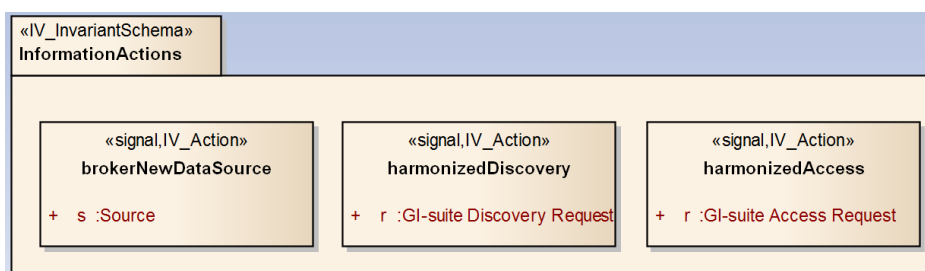 «IV_InvariantSchema»
InformationActions
«signal,IV_Action»
brokerNewDataSource
+ s :Source
«signal,IV_Action»
harmonizedDiscovery
+ r :GI-suite Discovery Request
«signal,IV_Action»
harmonizedAccess
+ r :GI-suite Access Request